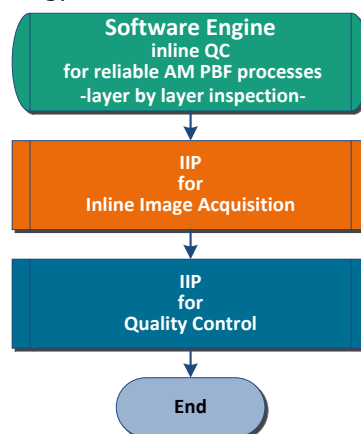 Software Engine
inline QC
for reliable AM PBF processes
-layer by layer inspection-
IIP
for
Inline Image Acquisition
IIP
for
Quality Control
End